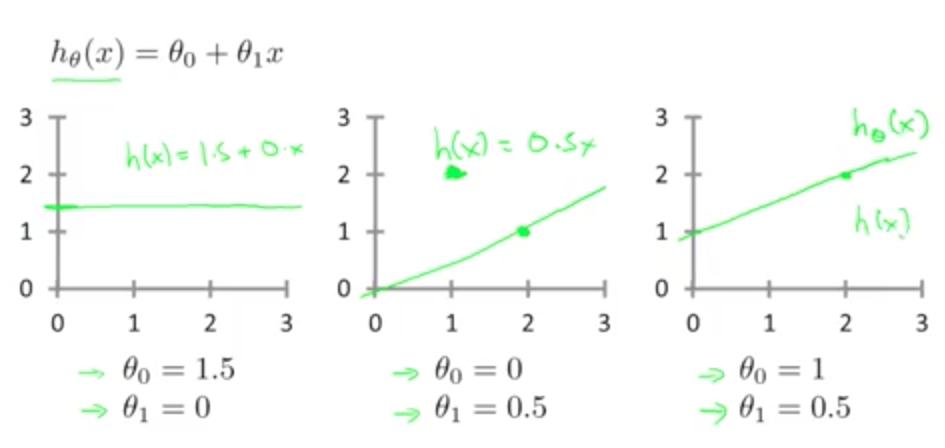 hθ(x) = θ0 + θ1x
3
2
1
0
0 1 2 3
h(x) = 1.5 + 0·x
→ θ0 = 1.5
→ θ1 = 0
3
2
1
0
0 1 2 3
h(x) = 0.5x
→ θ0 = 0
→ θ1 = 0.5
3
2
1
0
0 1 2 3
hθ(x)
h(x)
→ θ0 = 1
→ θ1 = 0.5